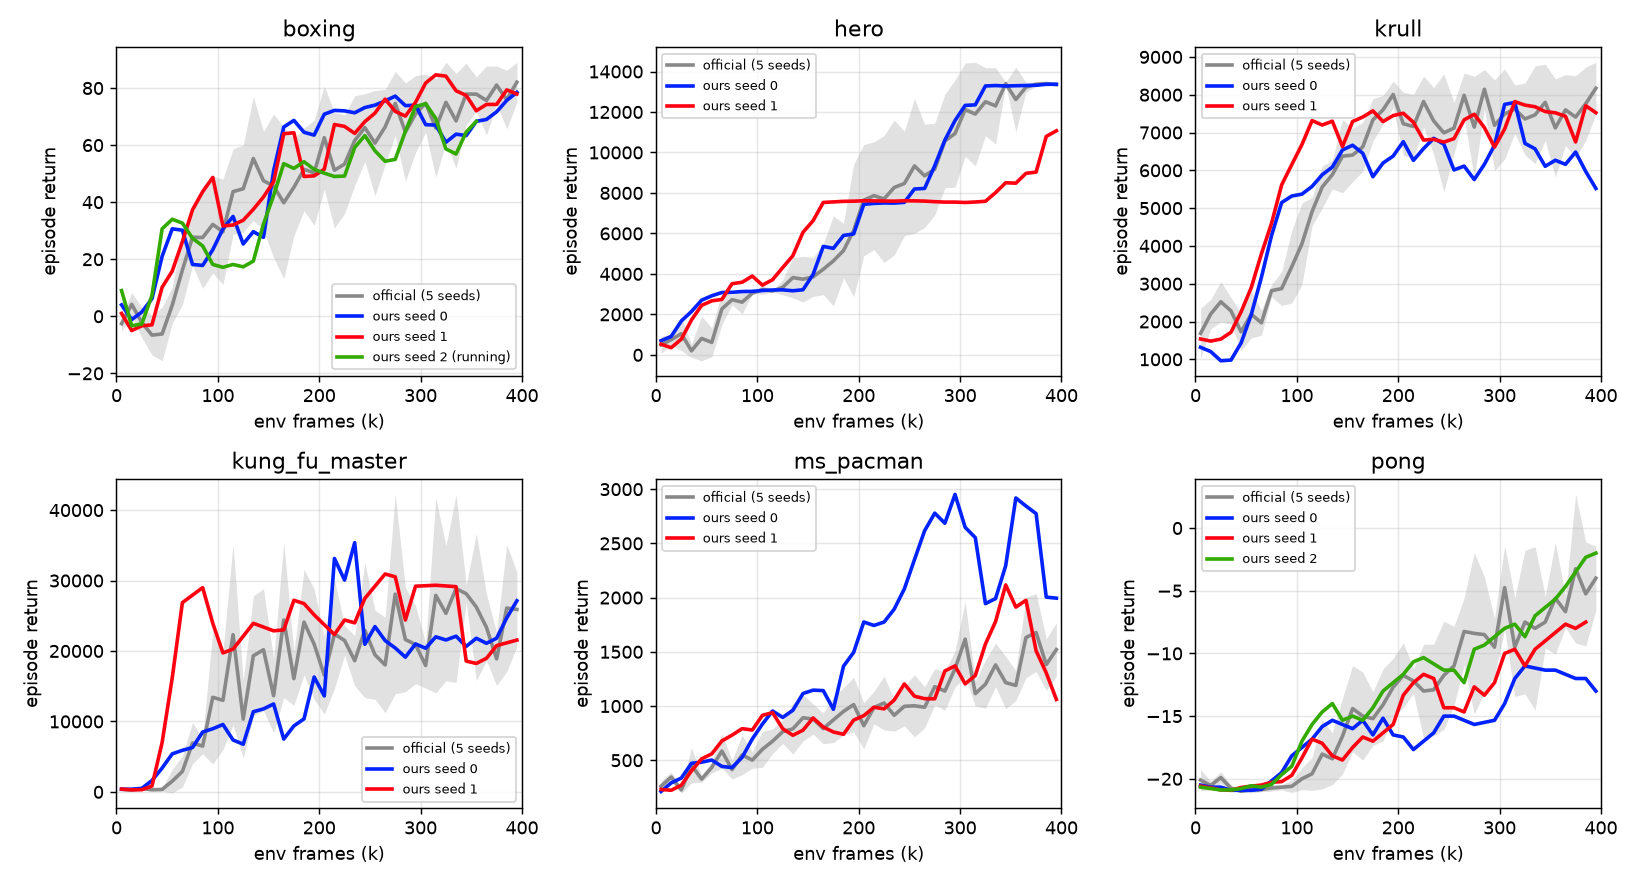 boxing
80
60
40
20
0
−20
episode return
official (5 seeds)
ours seed 0
ours seed 1
ours seed 2 (running)
0 100 200 300 400
env frames (k)
hero
14000
12000
10000
8000
6000
4000
2000
0
episode return
official (5 seeds)
ours seed 0
ours seed 1
0 100 200 300 400
env frames (k)
krull
9000
8000
7000
6000
5000
4000
3000
2000
1000
episode return
official (5 seeds)
ours seed 0
ours seed 1
0 100 200 300 400
env frames (k)
kung_fu_master
40000
30000
20000
10000
0
episode return
official (5 seeds)
ours seed 0
ours seed 1
0 100 200 300 400
env frames (k)
ms_pacman
3000
2500
2000
1500
1000
500
episode return
official (5 seeds)
ours seed 0
ours seed 1
0 100 200 300 400
env frames (k)
pong
0
−5
−10
−15
−20
episode return
official (5 seeds)
ours seed 0
ours seed 1
ours seed 2
0 100 200 300 400
env frames (k)